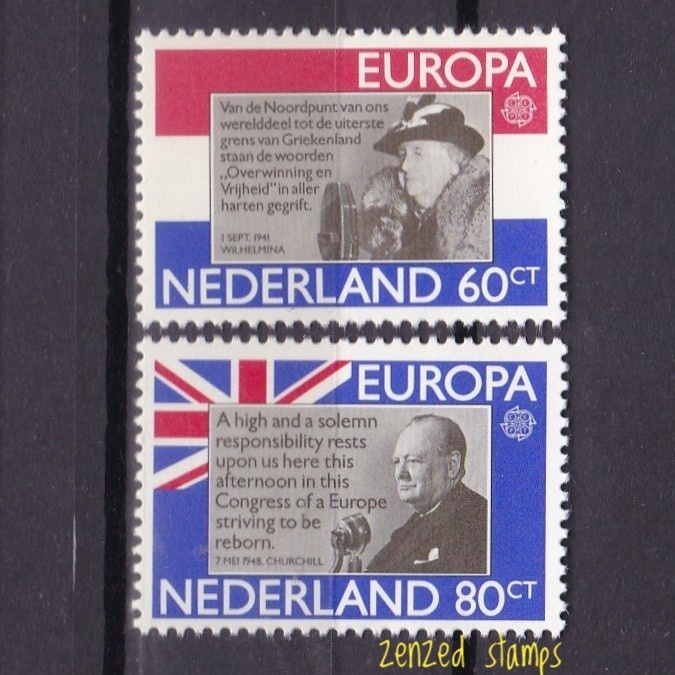 EUROPA
Van de Noordpunt van ons
werelddeel tot de uiterste
grens van Griekenland
staan de woorden
„Overwinning en
Vrijheid" in aller
harten gegrift.
1 SEPT. 1941
WILHELMINA
NEDERLAND 60CT
EUROPA
A high and a solemn
responsibility rests
upon us here this
afternoon in this
Congress of a Europe
striving to be
reborn.
7 MEI 1948, CHURCHILL
NEDERLAND 80CT
zenzed stamps